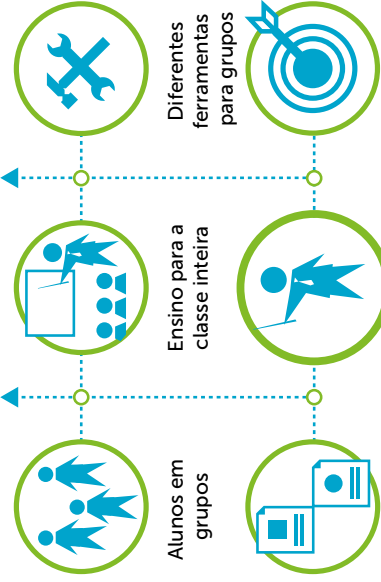 Alunos em
grupos
Ensino para a
classe inteira
Diferentes
ferramentas
para grupos